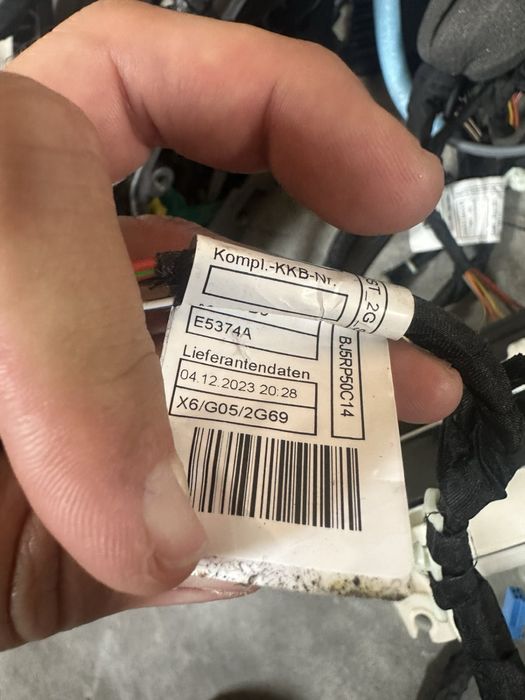 Kompl.-KKB-Nr.
E5374A
Lieferantendaten
04.12.2023 20:28
X6/G05/2G69
BJ5RP50C14